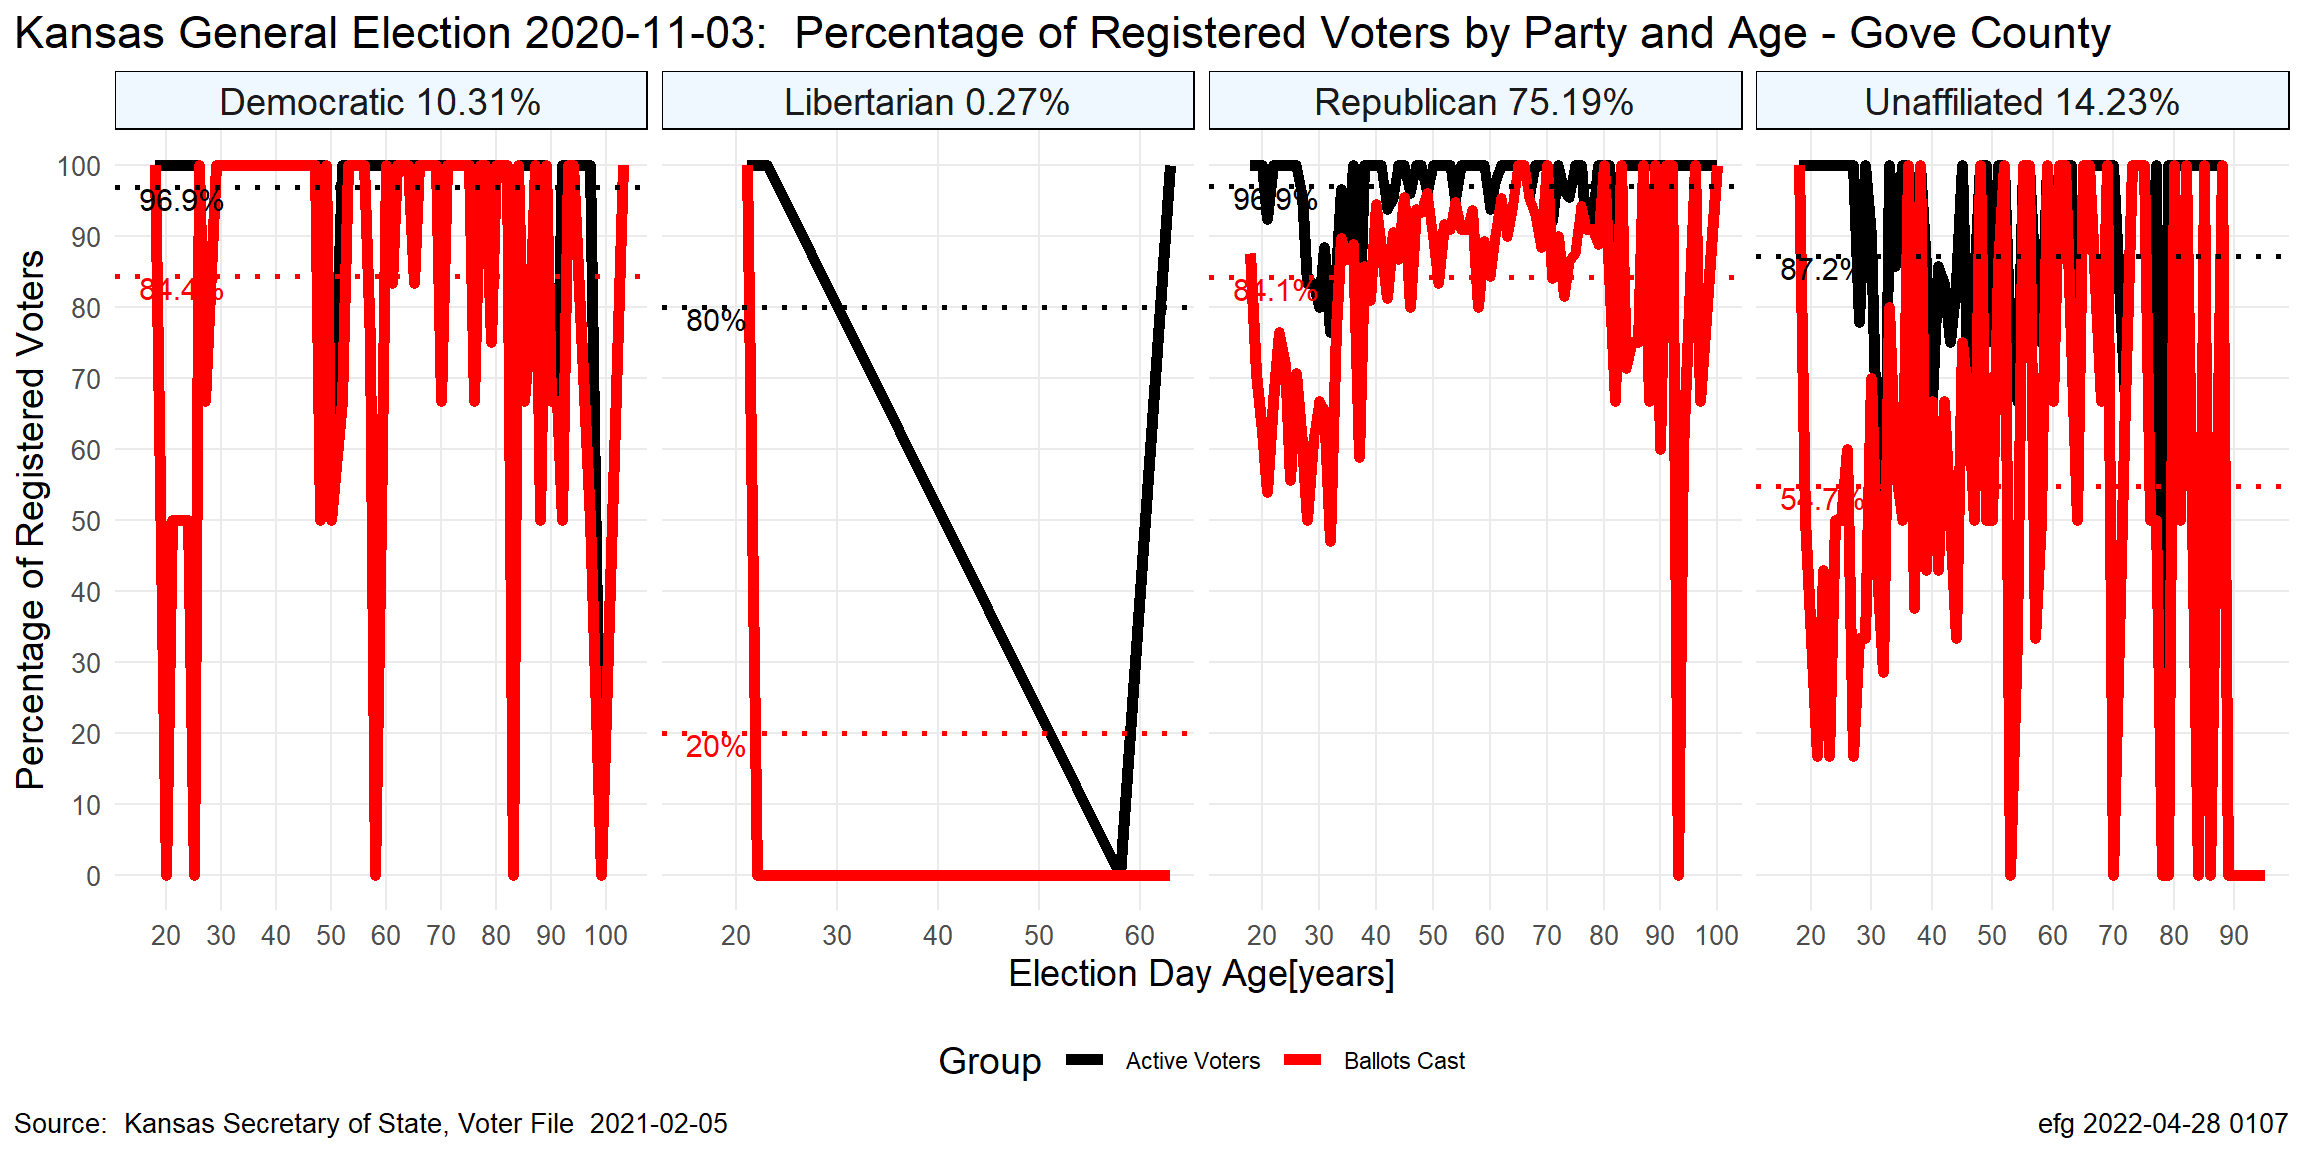 Kansas General Election 2020-11-03:  Percentage of Registered Voters by Party and Age - Gove County
Democratic 10.31%
Libertarian 0.27%
Republican 75.19%
Unaffiliated 14.23%
Percentage of Registered Voters
100
90
80
70
60
50
40
30
20
10
0
96.9%
84.4%
80%
20%
96.9%
84.1%
87.2%
54.7%
20 30 40 50 60 70 80 90 100
20 30 40 50 60
20 30 40 50 60 70 80 90 100
20 30 40 50 60 70 80 90
Election Day Age[years]
Group Active Voters Ballots Cast
Source:  Kansas Secretary of State, Voter File  2021-02-05
efg 2022-04-28 0107